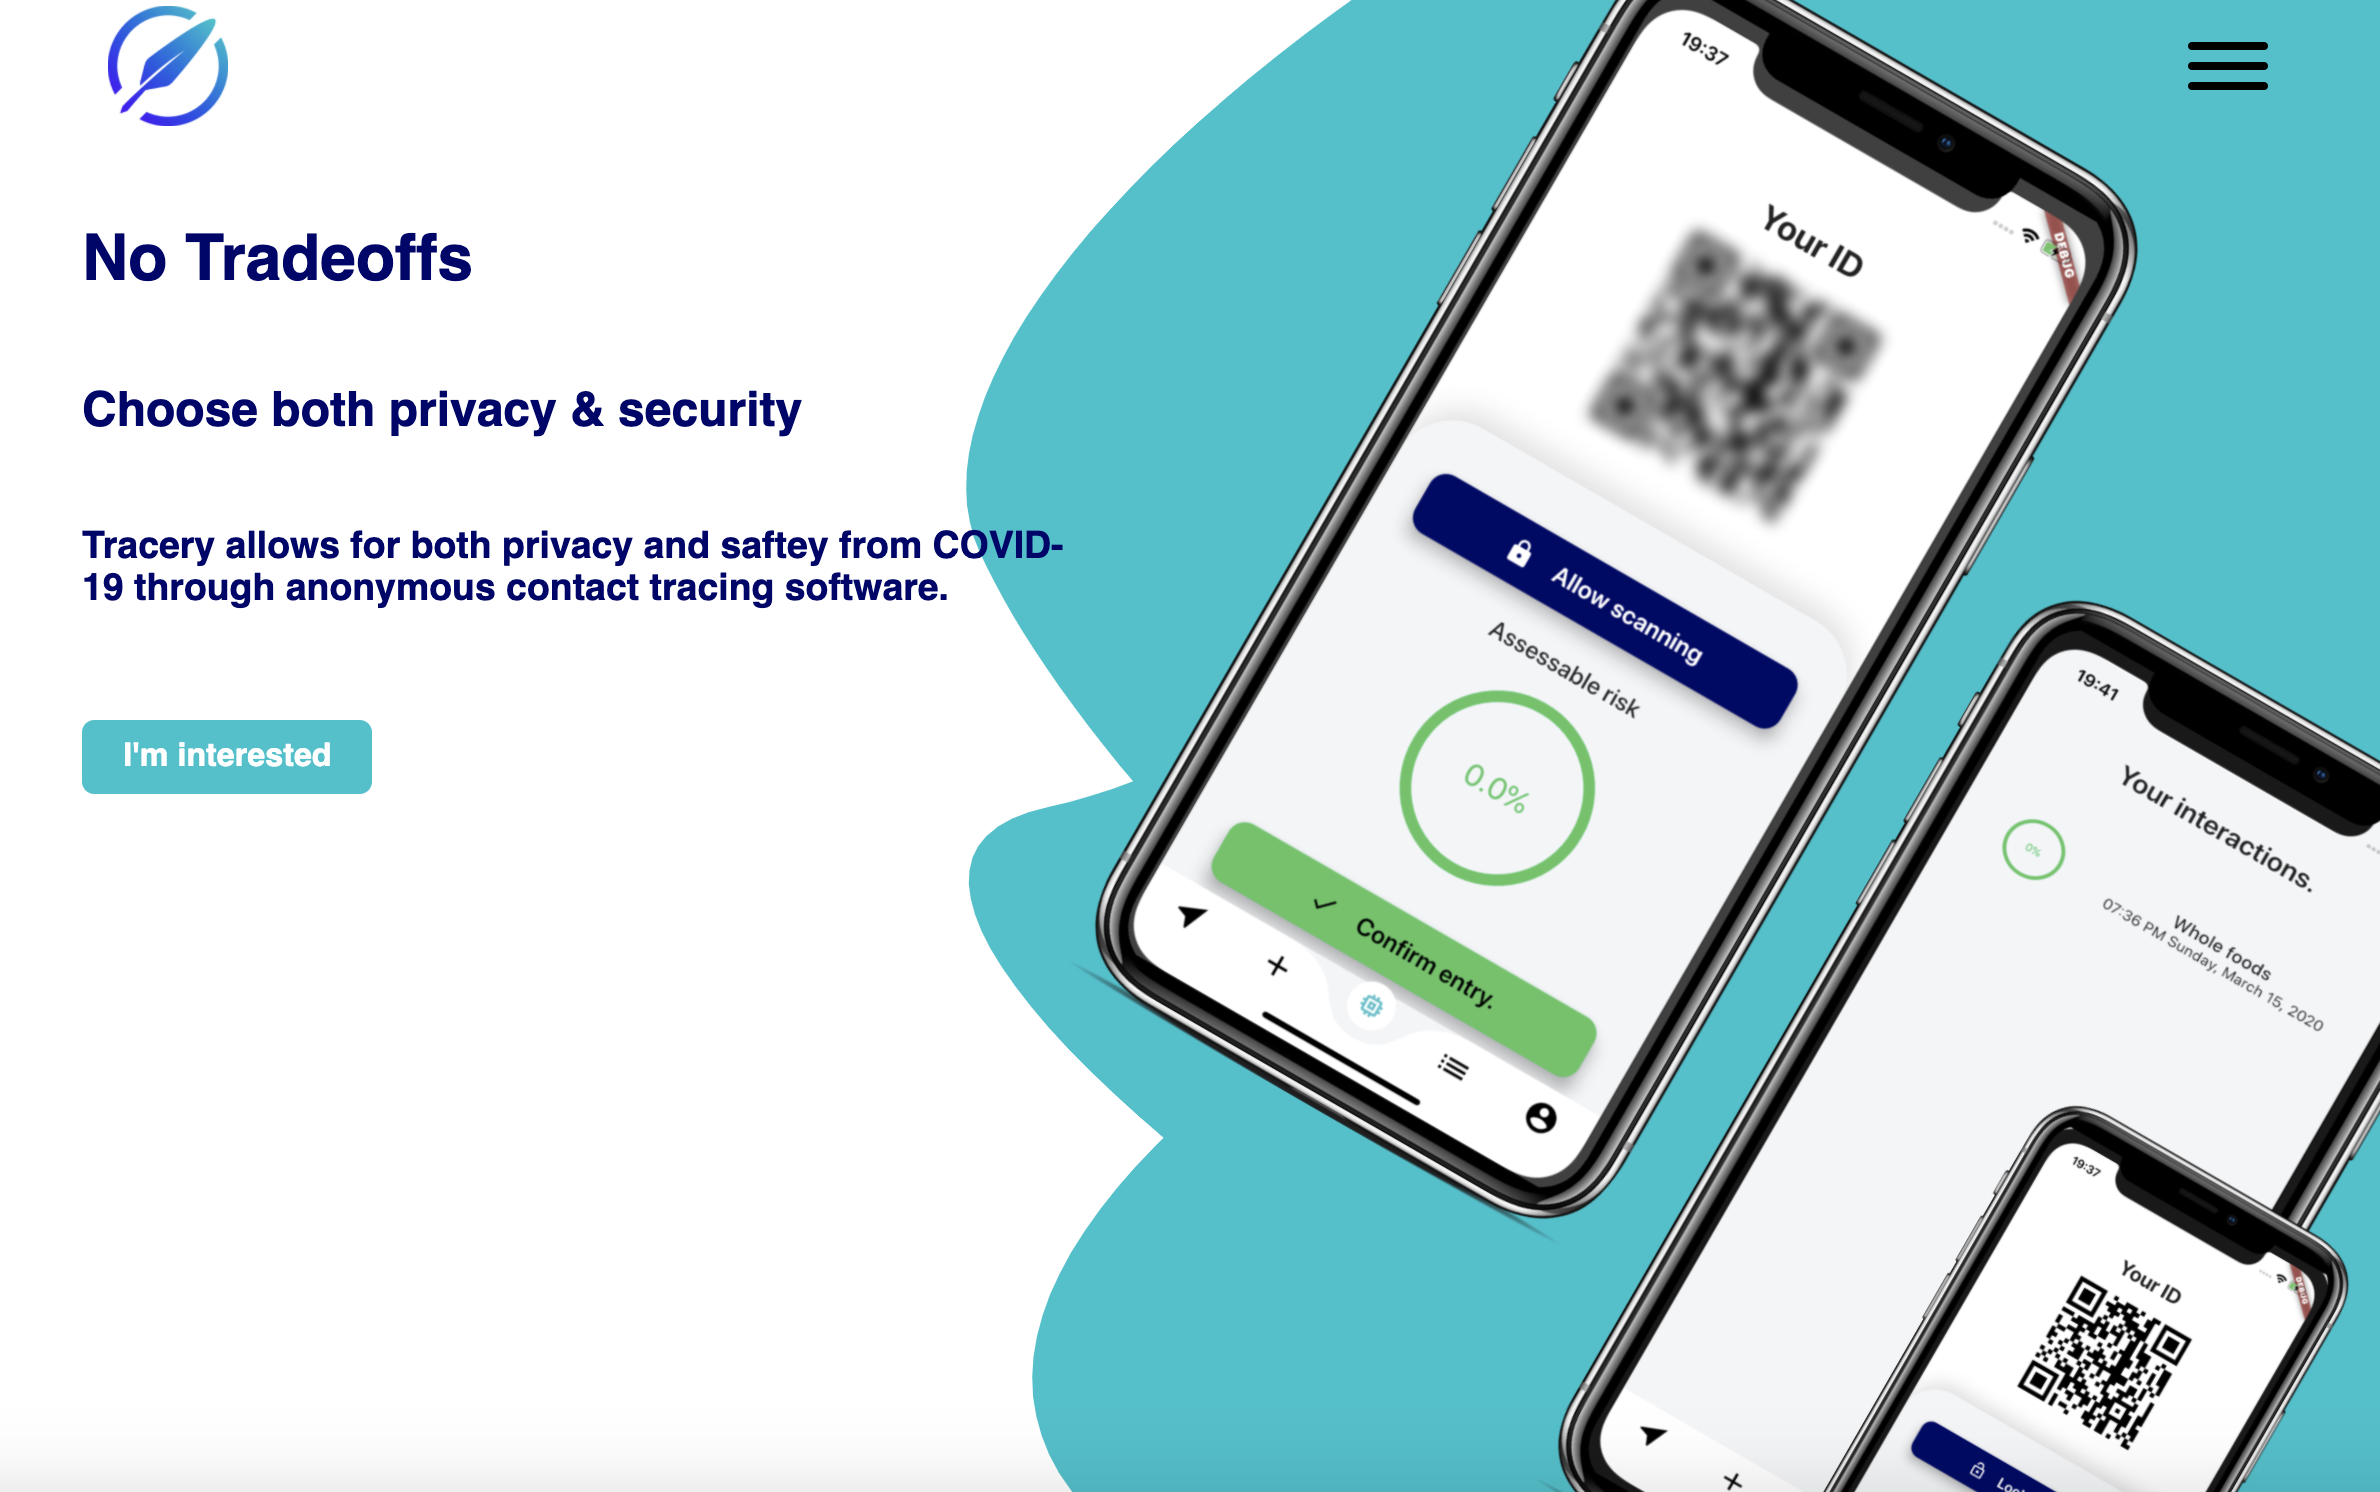 No Tradeoffs
Choose both privacy & security
Tracery allows for both privacy and saftey from COVID-
19 through anonymous contact tracing software.
I'm interested
19:37
DEBUG
Your ID
Allow scanning
Assessable risk
0.0%
Confirm entry.
19:41
Your interactions.
0%
Whole foods
07:36 PM Sunday, March 15, 2020
19:37
DEBUG
Your ID